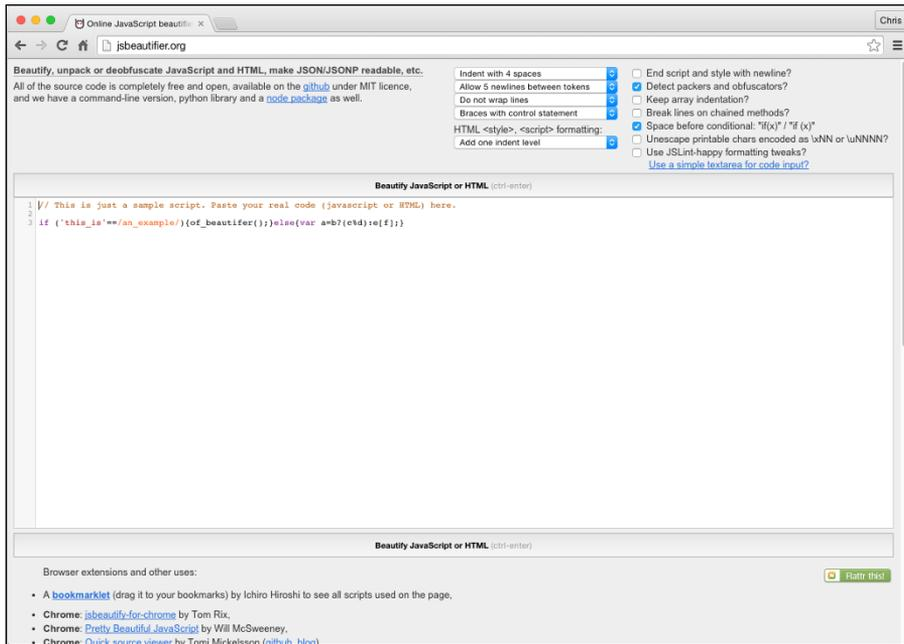 Online JavaScript beautifie
Chris
jsbeautifier.org
Beautify, unpack or deobfuscate JavaScript and HTML, make JSON/JSONP readable, etc.
All of the source code is completely free and open, available on the github under MIT licence,
and we have a command-line version, python library and a node package as well.
Indent with 4 spaces
Allow 5 newlines between tokens
Do not wrap lines
Braces with control statement
HTML <style>, <script> formatting:
Add one indent level
End script and style with newline?
Detect packers and obfuscators?
Keep array indentation?
Break lines on chained methods?
Space before conditional: "if(x)" / "if (x)"
Unescape printable chars encoded as \xNN or \uNNNN?
Use JSLint-happy formatting tweaks?
Use a simple textarea for code input?
Beautify JavaScript or HTML (ctrl-enter)
1 // This is just a sample script. Paste your real code (javascript or HTML) here.
2
3 if ('this_is'==/an_example/){of_beautifer();}else{var a=b?(c%d):e[f];}
Beautify JavaScript or HTML (ctrl-enter)
Browser extensions and other uses:
Flattr this!
• A bookmarklet (drag it to your bookmarks) by Ichiro Hiroshi to see all scripts used on the page,
• Chrome: jsbeautify-for-chrome by Tom Rix,
• Chrome: Pretty Beautiful JavaScript by Will McSweeney,
• Chrome: Quick source viewer by Tomi Mickelsson (github, blog)